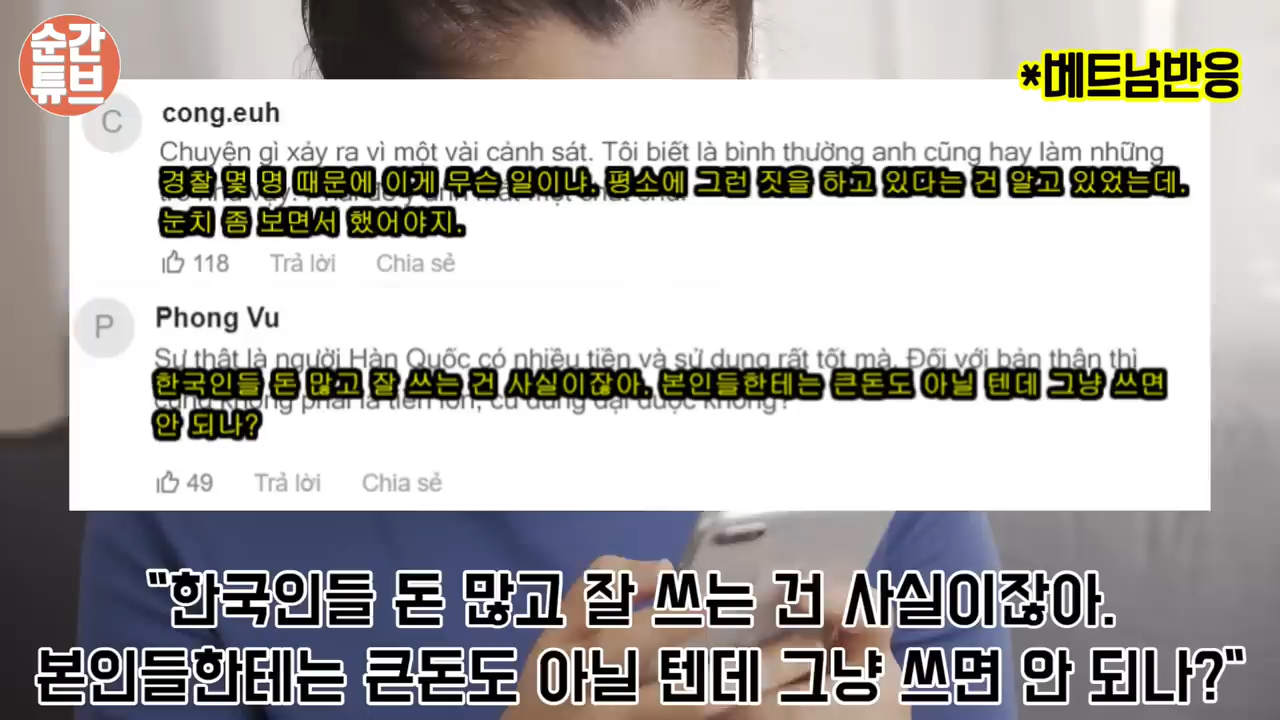 순간
튜브
*베트남반응
C
cong.euh
Chuyện gì xảy ra vì một vài cảnh sát. Tôi biết là bình thường anh cũng hay làm những
경찰 몇 명 때문에 이게 무슨 일이냐. 평소에 그런 짓을 하고 있다는 건 알고 있었는데.
눈치 좀 보면서 했어야지.
118 Trả lời Chia sẻ
P
Phong Vu
Sự thật là người Hàn Quốc có nhiều tiền và sử dụng rất tốt mà. Đối với bản thân thì
한국인들 돈 많고 잘 쓰는 건 사실이잖아. 본인들한테는 큰돈도 아닐 텐데 그냥 쓰면
안 되나?
49 Trả lời Chia sẻ
"한국인들 돈 많고 잘 쓰는 건 사실이잖아.
본인들한테는 큰돈도 아닐 텐데 그냥 쓰면 안 되나?"